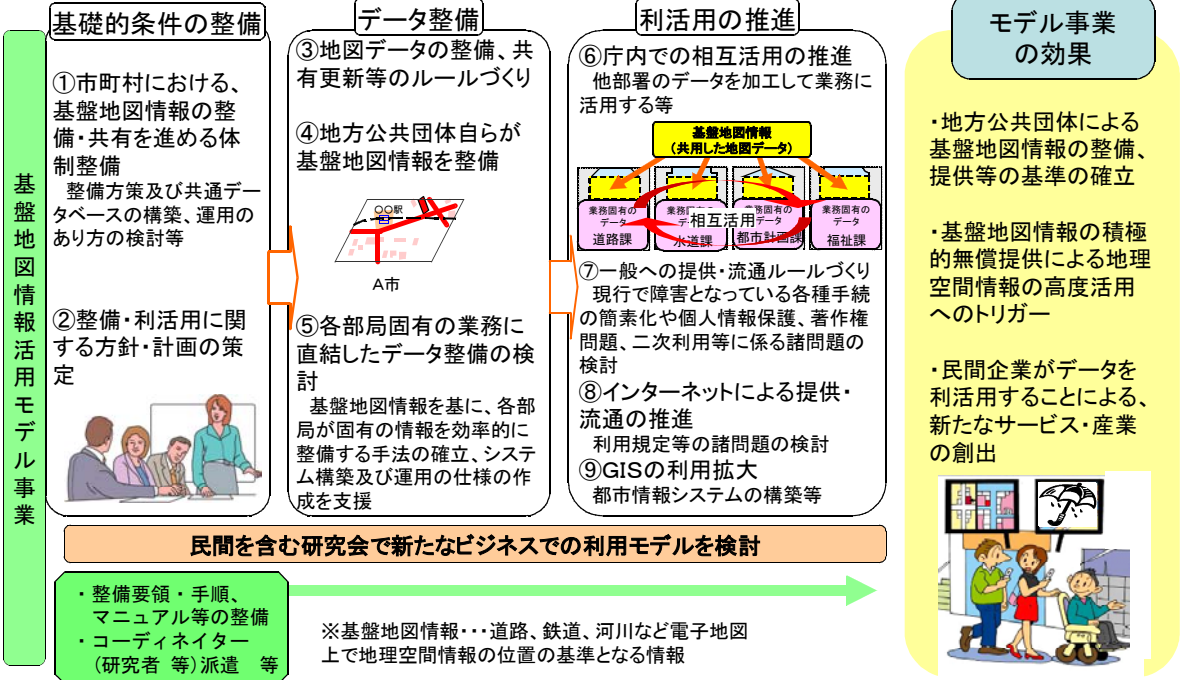 基盤地図情報活用モデル事業
基礎的条件の整備
①市町村における、
基盤地図情報の整
備・共有を進める体
制整備
整備方策及び共通デー
タベースの構築、運用の
あり方の検討等
②整備・利活用に関
する方針・計画の策
定
データ整備
③地図データの整備、共
有更新等のルールづくり
④地方公共団体自らが
基盤地図情報を整備
○○駅
A市
⑤各部局固有の業務に
直結したデータ整備の検
討
基盤地図情報を基に、各部
局が固有の情報を効率的に
整備する手法の確立、システ
ム構築及び運用の仕様の作
成を支援
利活用の推進
⑥庁内での相互活用の推進
他部署のデータを加工して業務に
活用する等
基盤地図情報
(共用した地図データ)
業務固有の
データ
道路課
業務固有の
データ
水道課
業務固有の
データ
都市計画課
業務固有の
データ
福祉課
相互活用
⑦一般への提供・流通ルールづくり
現行で障害となっている各種手続
の簡素化や個人情報保護、著作権
問題、二次利用等に係る諸問題の
検討
⑧インターネットによる提供・
流通の推進
利用規定等の諸問題の検討
⑨GISの利用拡大
都市情報システムの構築等
民間を含む研究会で新たなビジネスでの利用モデルを検討
・整備要領・手順、
マニュアル等の整備
・コーディネイター
(研究者 等)派遣 等
※基盤地図情報・・・道路、鉄道、河川など電子地図
上で地理空間情報の位置の基準となる情報
モデル事業
の効果
・地方公共団体による
基盤地図情報の整備、
提供等の基準の確立
・基盤地図情報の積極
的無償提供による地理
空間情報の高度活用
へのトリガー
・民間企業がデータを
利活用することによる、
新たなサービス・産業
の創出